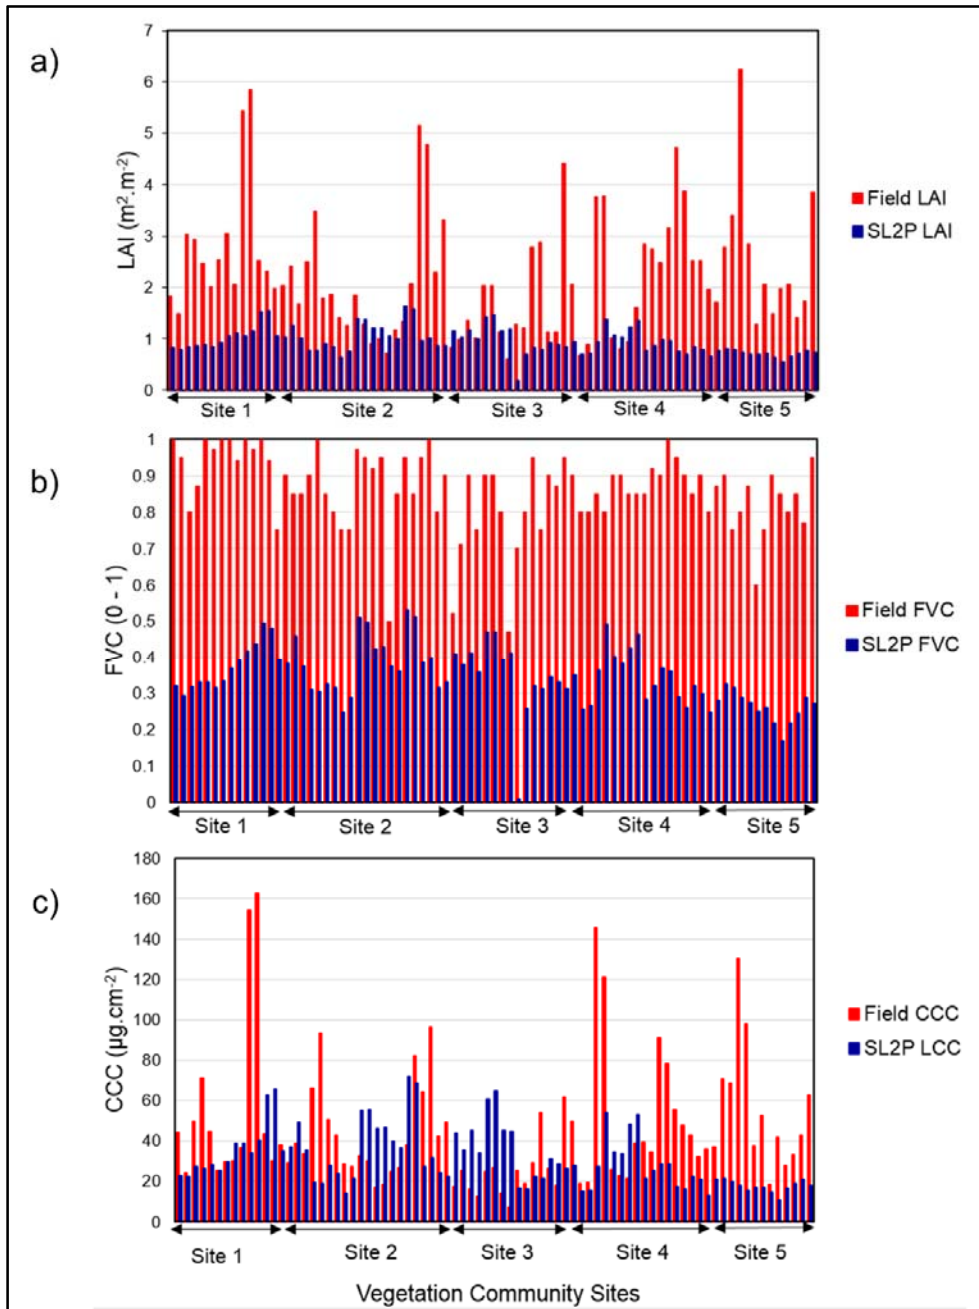 a)
LAI (m².m⁻²)
7
6
5
4
3
2
1
0
Field LAI
SL2P LAI
Site 1 Site 2 Site 3 Site 4 Site 5
b)
FVC (0 - 1)
1
0.9
0.8
0.7
0.6
0.5
0.4
0.3
0.2
0.1
0
Field FVC
SL2P FVC
Site 1 Site 2 Site 3 Site 4 Site 5
c)
CCC (µg.cm⁻²)
180
160
140
120
100
80
60
40
20
0
Field CCC
SL2P LCC
Site 1 Site 2 Site 3 Site 4 Site 5
Vegetation Community Sites